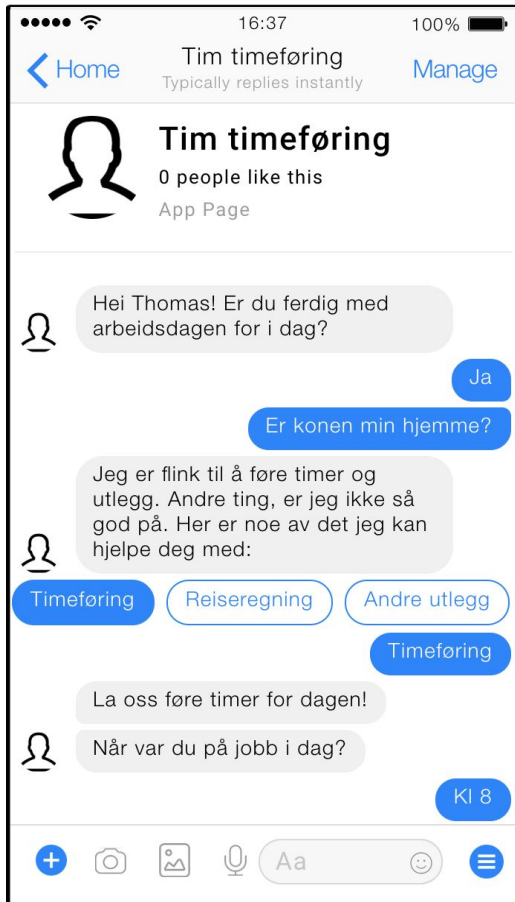 16:37
100%
Home
Tim timeføring
Typically replies instantly
Manage
Tim timeføring
0 people like this
App Page
Hei Thomas! Er du ferdig med
arbeidsdagen for i dag?
Ja
Er konen min hjemme?
Jeg er flink til å føre timer og
utlegg. Andre ting, er jeg ikke så
god på. Her er noe av det jeg kan
hjelpe deg med:
Timeføring
Reiseregning
Andre utlegg
Timeføring
La oss føre timer for dagen!
Når var du på jobb i dag?
Kl 8
Aa